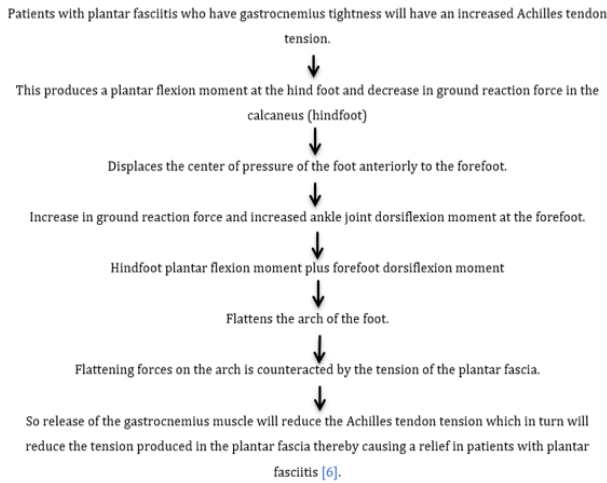 Patients with plantar fasciitis who have gastrocnemius tightness will have an increased Achilles tendon
tension.
This produces a plantar flexion moment at the hind foot and decrease in ground reaction force in the
calcaneus (hindfoot)
Displaces the center of pressure of the foot anteriorly to the forefoot.
Increase in ground reaction force and increased ankle joint dorsiflexion moment at the forefoot.
Hindfoot plantar flexion moment plus forefoot dorsiflexion moment
Flattens the arch of the foot.
Flattening forces on the arch is counteracted by the tension of the plantar fascia.
So release of the gastrocnemius muscle will reduce the Achilles tendon tension which in turn will
reduce the tension produced in the plantar fascia thereby causing a relief in patients with plantar
fasciitis [6].